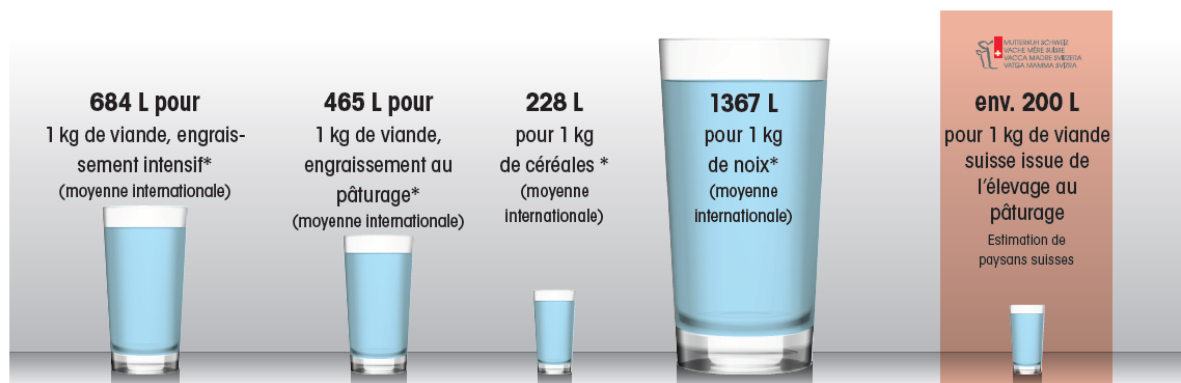 684 L pour
1 kg de viande, engrais-
sement intensif*
(moyenne internationale)
465 L pour
1 kg de viande,
engraissement au
pâturage*
(moyenne internationale)
228 L
pour 1 kg
de céréales *
(moyenne
internationale)
1367 L
pour 1 kg
de noix*
(moyenne
internationale)
MUTTERKUH SCHWEIZ
VACHE MÈRE SUISSE
VACCA MADRE SVIZZERA
VATGA MAMMA SVIZRA
env. 200 L
pour 1 kg de viande
suisse issue de
l'élevage au
pâturage
Estimation de
paysans suisses